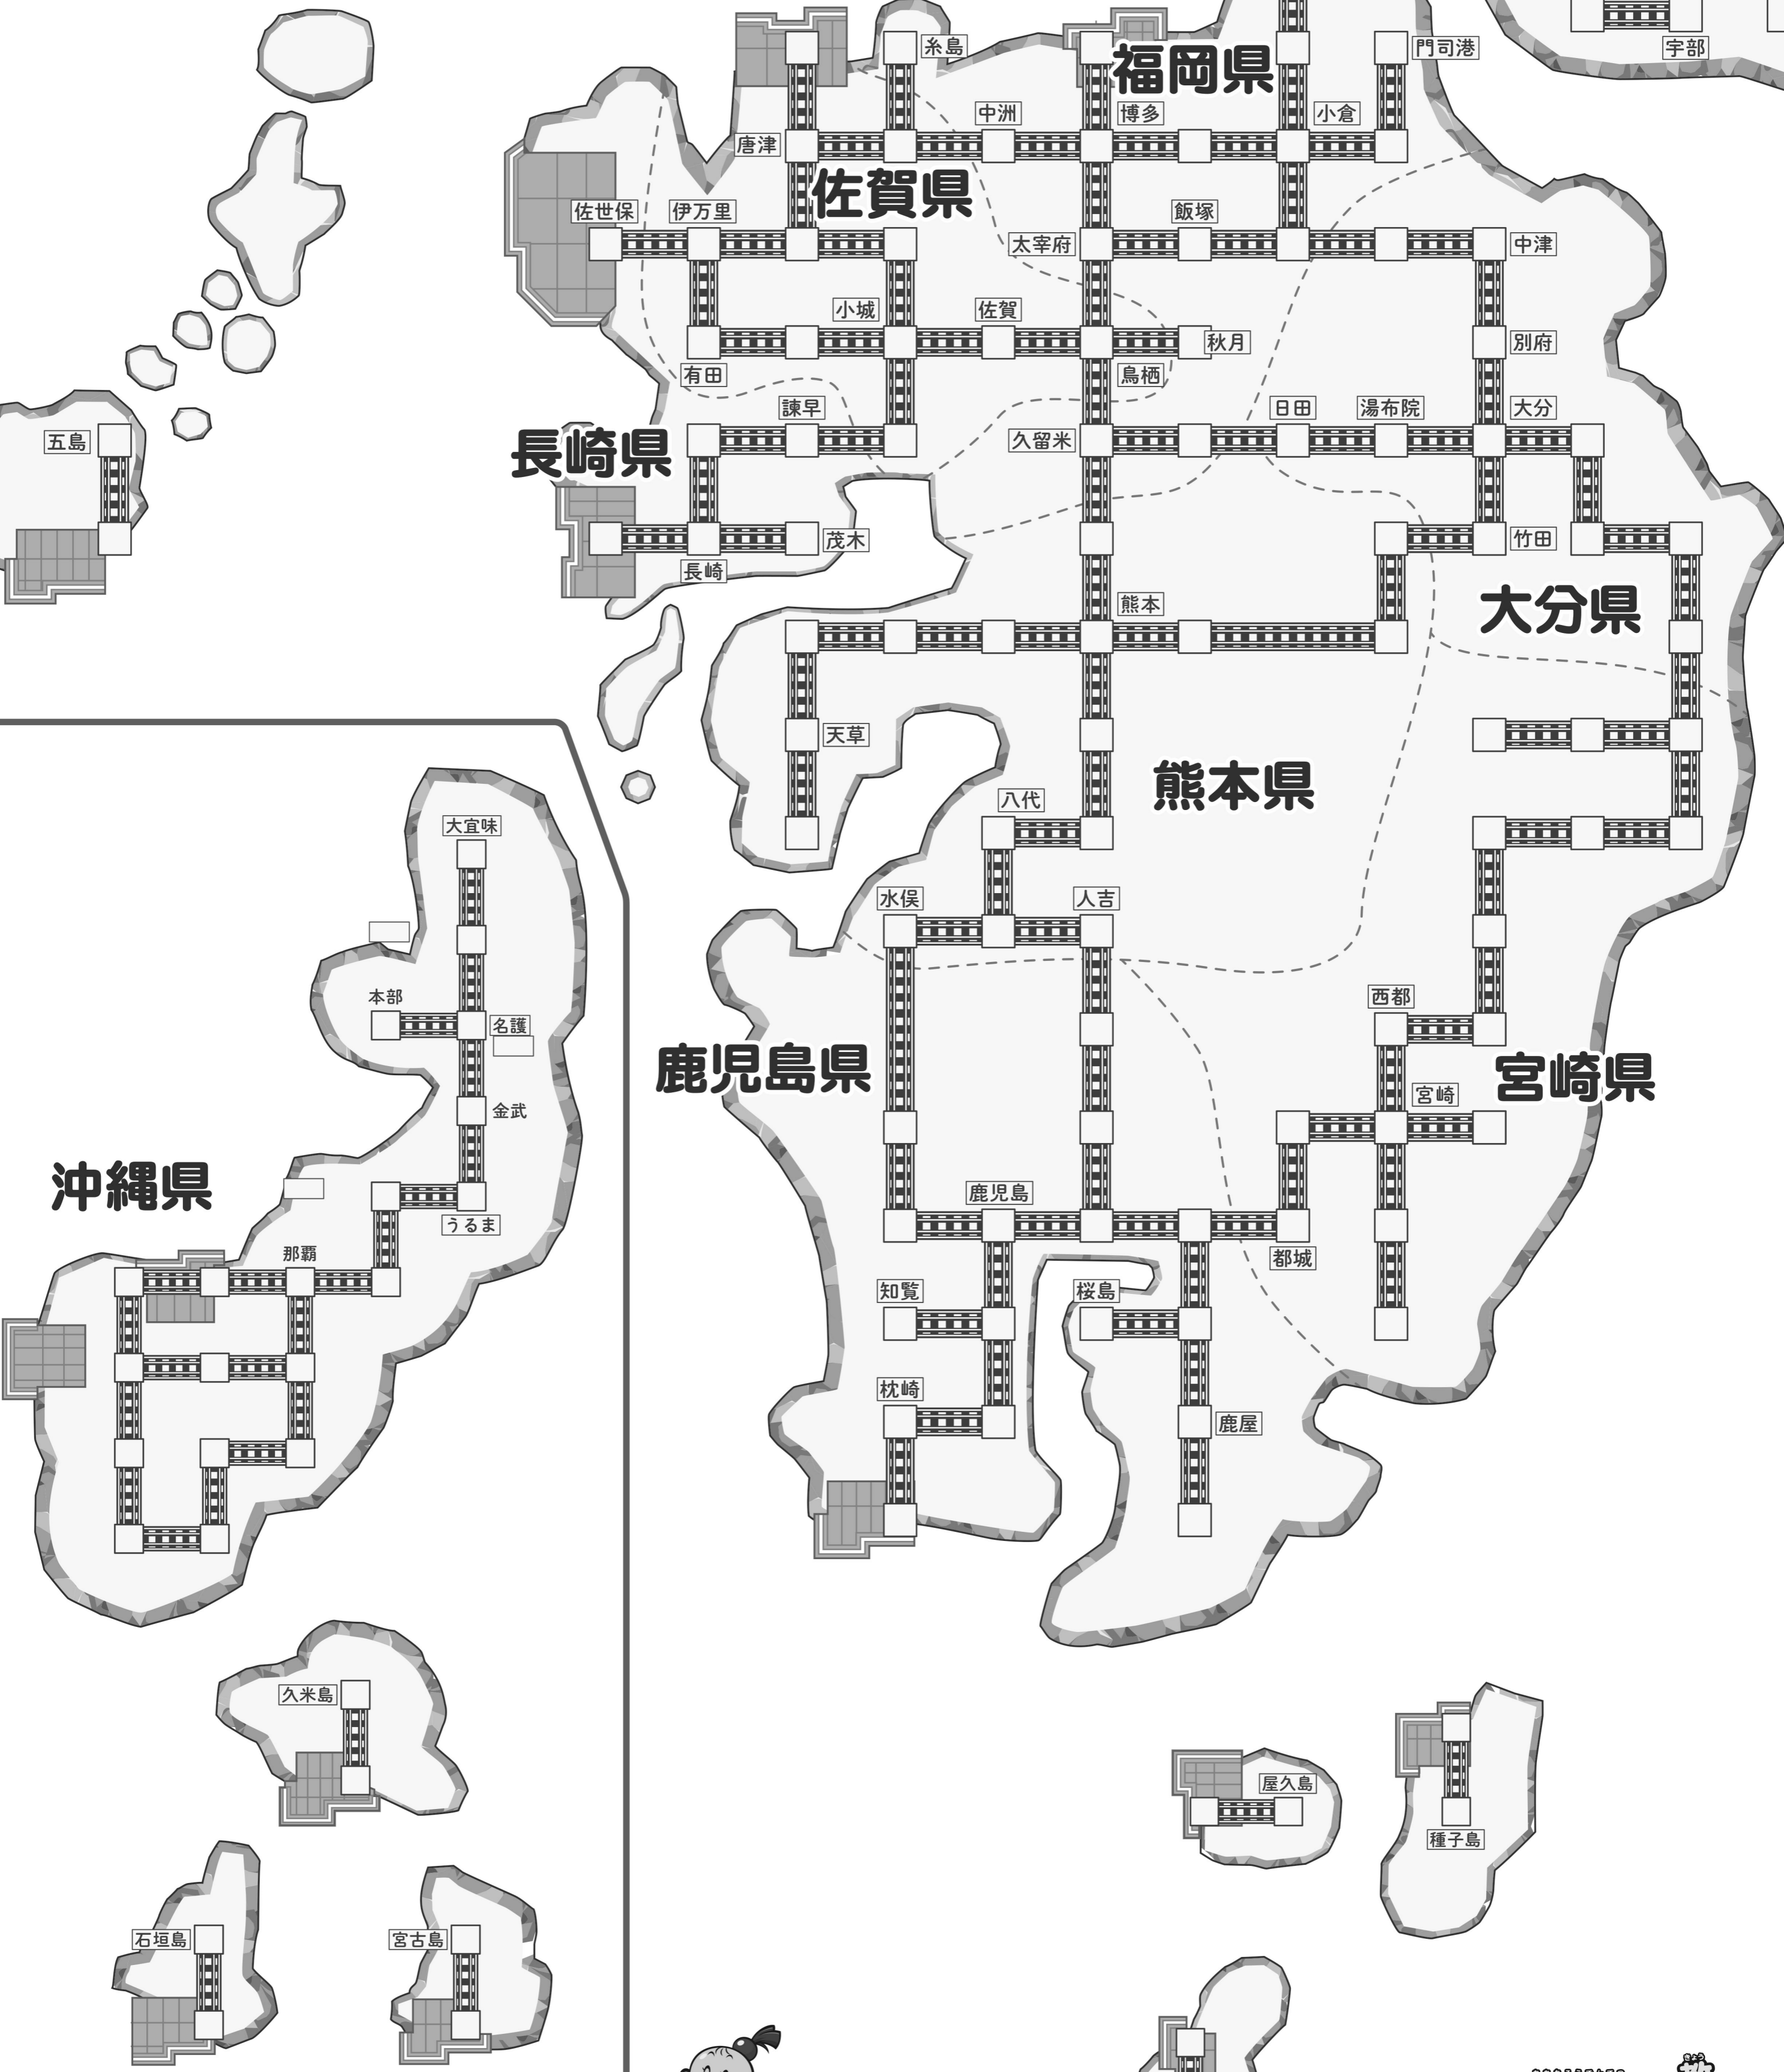 糸島
福岡県
門司港
宇部
中洲
博多
小倉
唐津
佐賀県
佐世保
伊万里
飯塚
太宰府
中津
小城
佐賀
秋月
別府
有田
鳥栖
諫早
日田
湯布院
大分
五島
長崎県
久留米
茂木
竹田
長崎
熊本
大分県
天草
熊本県
八代
大宜味
水俣
人吉
本部
名護
西都
鹿児島県
宮崎県
金武
宮崎
沖縄県
鹿児島
うるま
那覇
都城
知覧
桜島
枕崎
鹿屋
久米島
屋久島
種子島
石垣島
宮古島